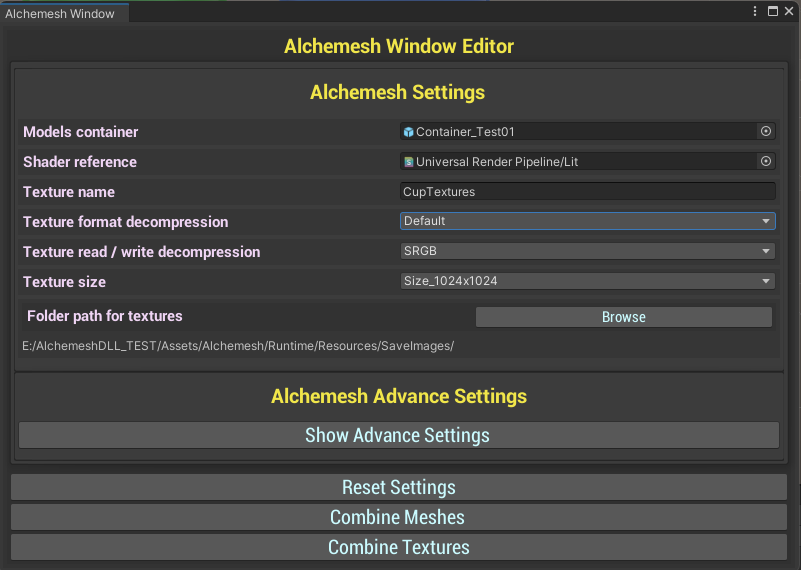 Alchemesh Window
Alchemesh Window Editor
Alchemesh Settings
Models container Container_Test01
Shader reference Universal Render Pipeline/Lit
Texture name CupTextures
Texture format decompression Default
Texture read / write decompression SRGB
Texture size Size_1024x1024
Folder path for textures Browse
E:/AlchemeshDLL_TEST/Assets/Alchemesh/Runtime/Resources/SaveImages/
Alchemesh Advance Settings
Show Advance Settings
Reset Settings
Combine Meshes
Combine Textures